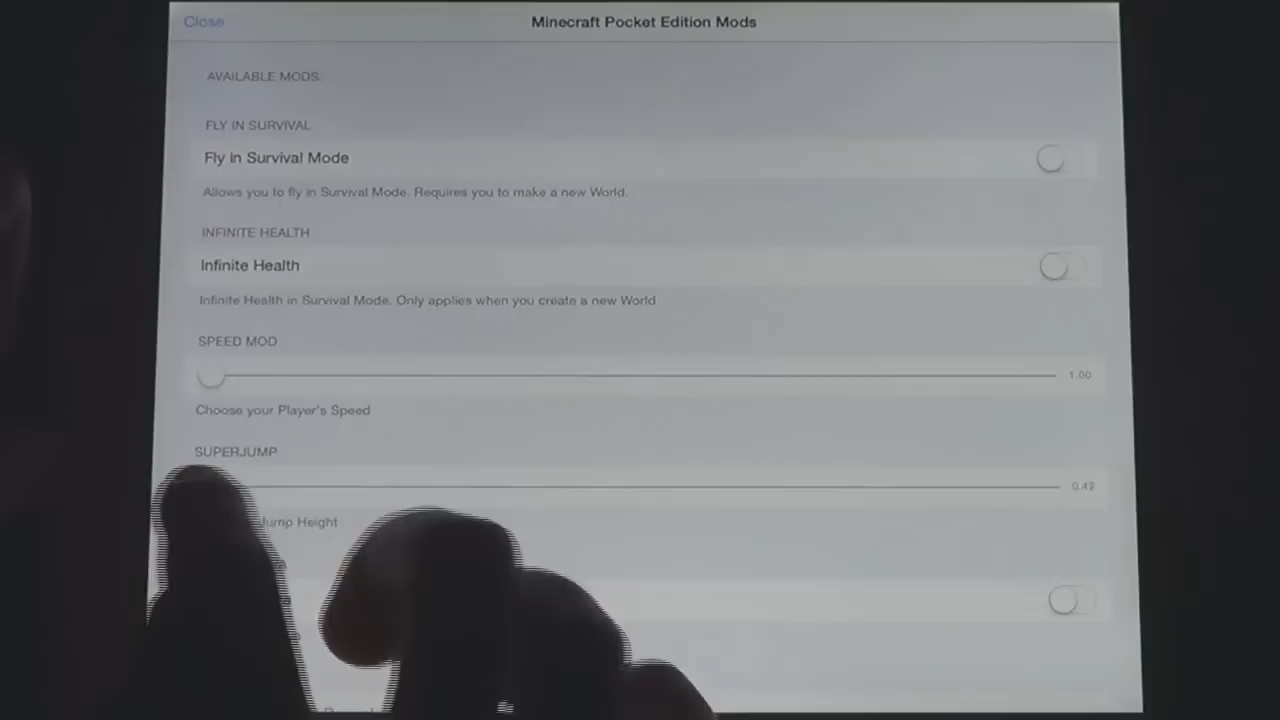 Close
Minecraft Pocket Edition Mods
AVAILABLE MODS:
FLY IN SURVIVAL
Fly in Survival Mode
Allows you to fly in Survival Mode. Requires you to make a new World.
INFINITE HEALTH
Infinite Health
Infinite Health in Survival Mode. Only applies when you create a new World
SPEED MOD
1.00
Choose your Player's Speed
SUPERJUMP
0.42
Jump Height